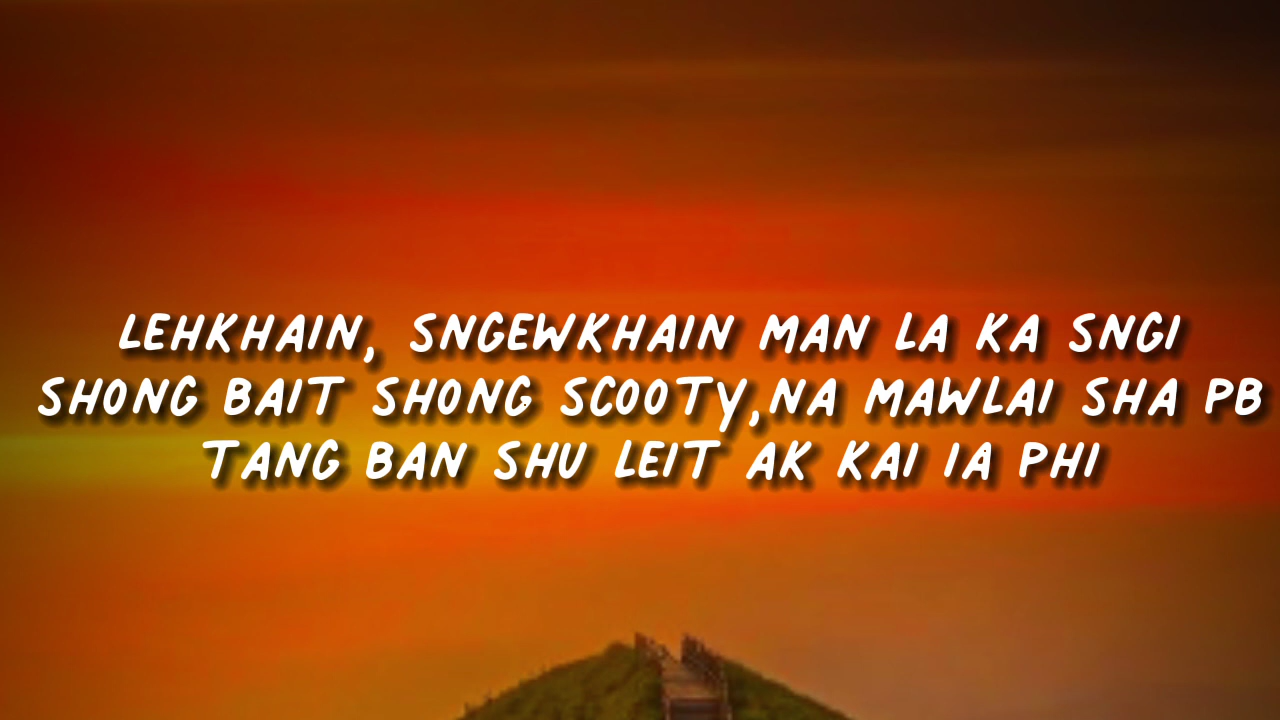 LEHKHAIN, SNGEWKHAIN MAN LA KA SNGI
SHONG BAIT SHONG SCOOTY,NA MAWLAI SHA PB
TANG BAN SHU LEIT AK KAI IA PHI